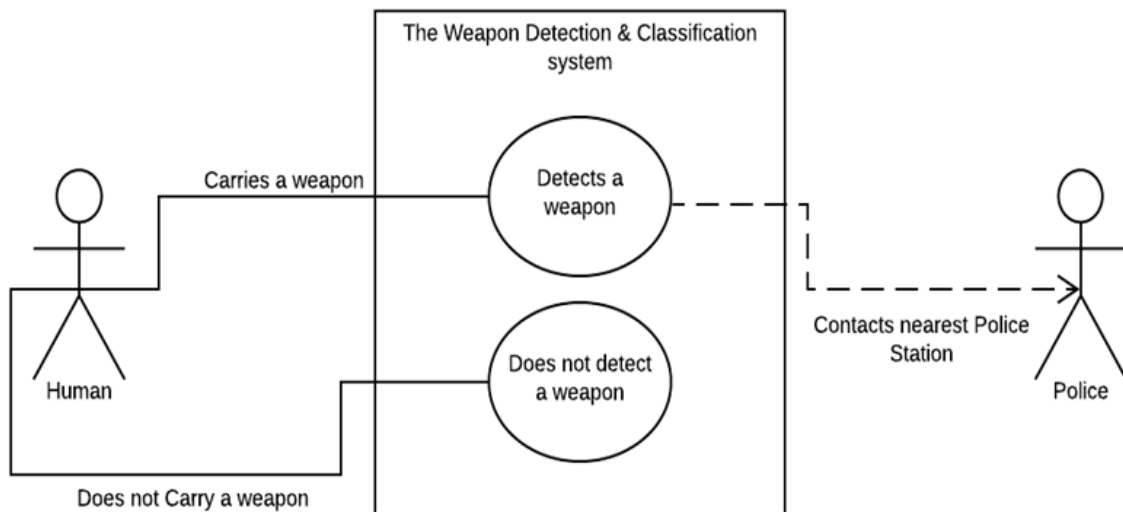 The Weapon Detection & Classification
system
Carries a weapon
Detects a
weapon
Human
Does not detect
a weapon
Does not Carry a weapon
Contacts nearest Police
Station
Police